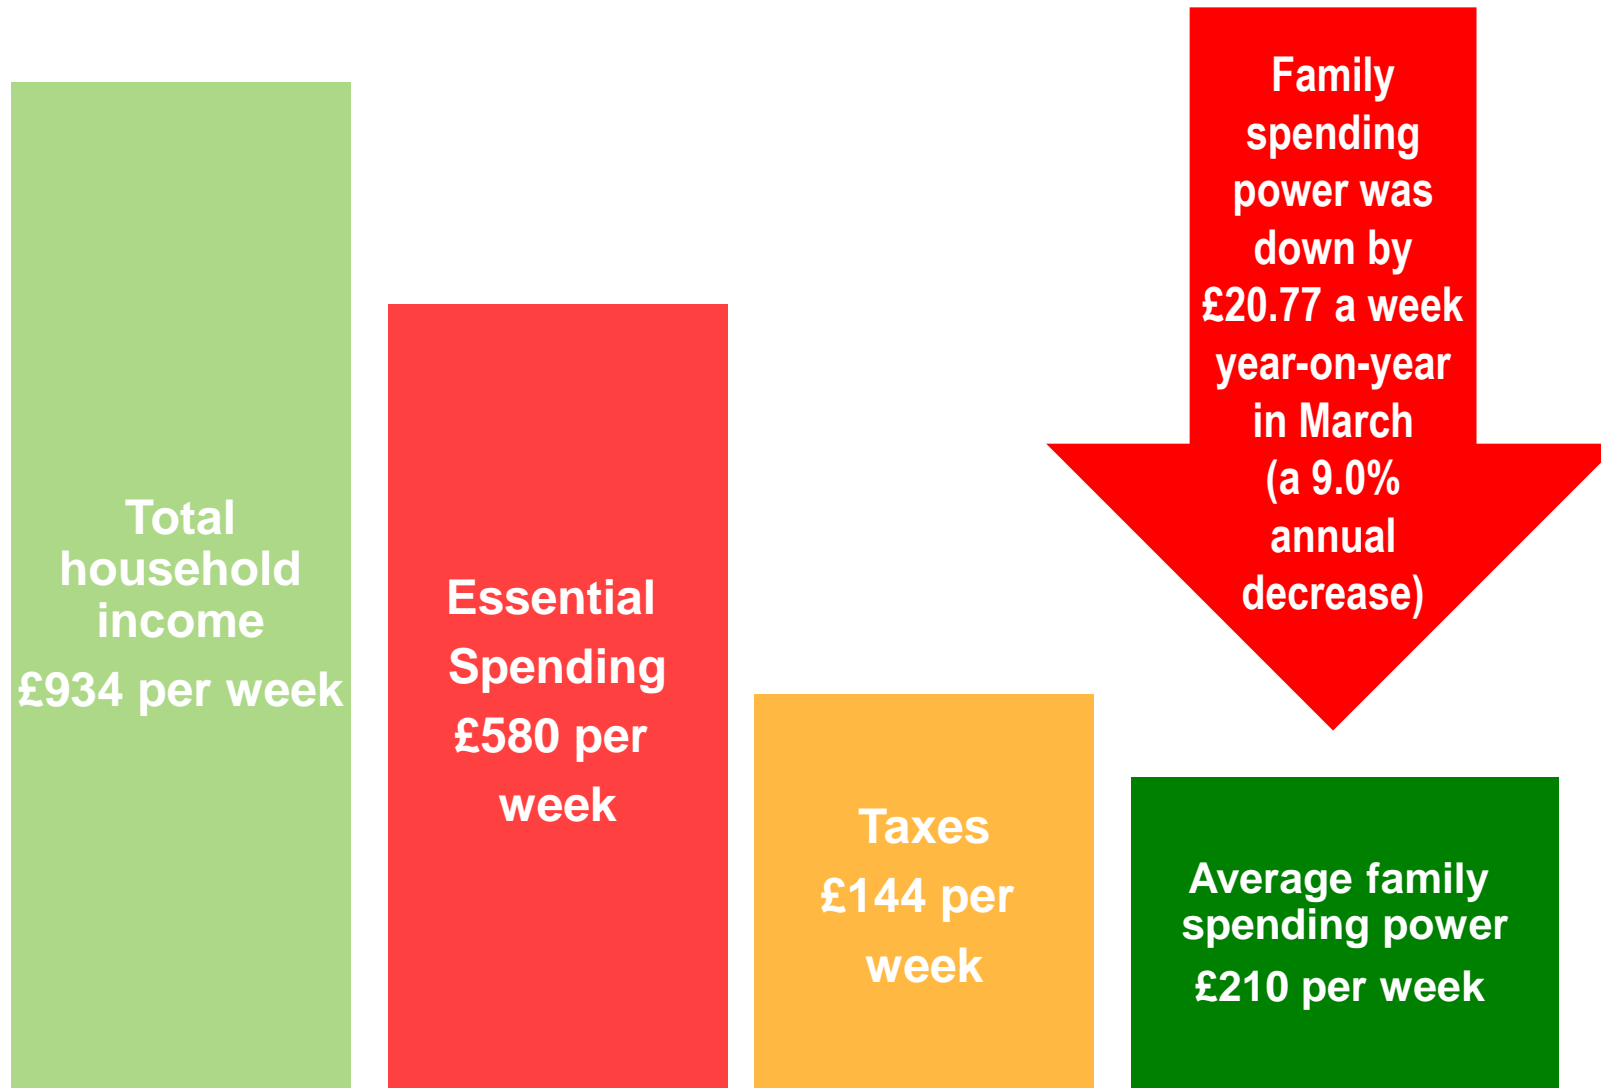 Total
household
income
£934 per week
Essential
Spending
£580 per
week
Taxes
£144 per
week
Family
spending
power was
down by
£20.77 a week
year-on-year
in March
(a 9.0%
annual
decrease)
Average family
spending power
£210 per week